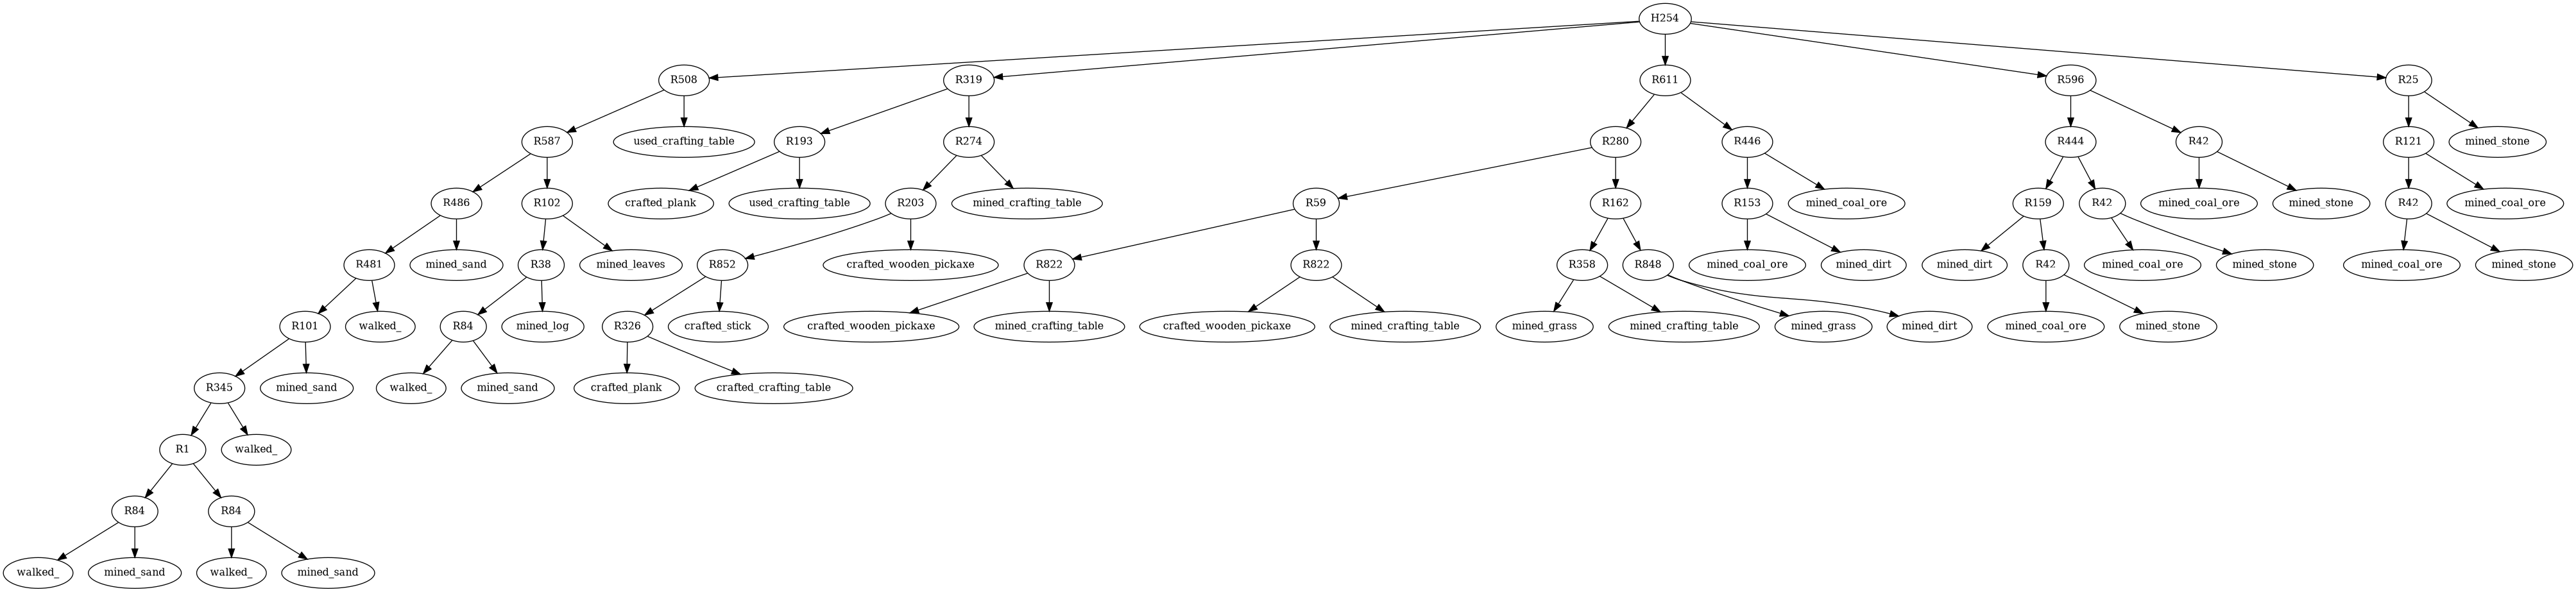 H254
R508
R319
R611
R596
R25
R587
used_crafting_table
R193
R274
R280
R446
R444
R42
R121
mined_stone
R486
R102
crafted_plank
used_crafting_table
R203
mined_crafting_table
R59
R162
R153
mined_coal_ore
R159
R42
mined_coal_ore
mined_stone
R42
mined_coal_ore
R481
mined_sand
R38
mined_leaves
R852
crafted_wooden_pickaxe
R822
R822
R358
R848
mined_coal_ore
mined_dirt
mined_dirt
R42
mined_coal_ore
mined_stone
mined_coal_ore
mined_stone
R101
walked_
R84
mined_log
R326
crafted_stick
crafted_wooden_pickaxe
mined_crafting_table
crafted_wooden_pickaxe
mined_crafting_table
mined_grass
mined_crafting_table
mined_grass
mined_dirt
mined_coal_ore
mined_stone
R345
mined_sand
walked_
mined_sand
crafted_plank
crafted_crafting_table
R1
walked_
R84
R84
walked_
mined_sand
walked_
mined_sand